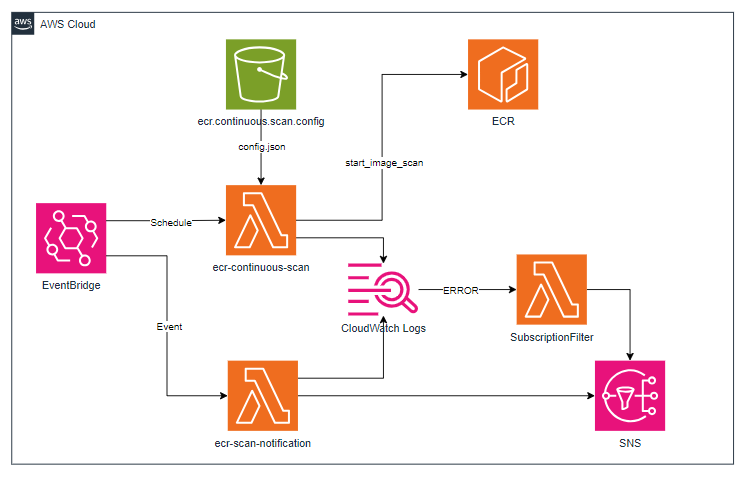 aws
AWS Cloud
ecr.continuous.scan.config
ECR
config.json
start_image_scan
Schedule
ecr-continuous-scan
EventBridge
ERROR
CloudWatch Logs
SubscriptionFilter
Event
ecr-scan-notification
SNS